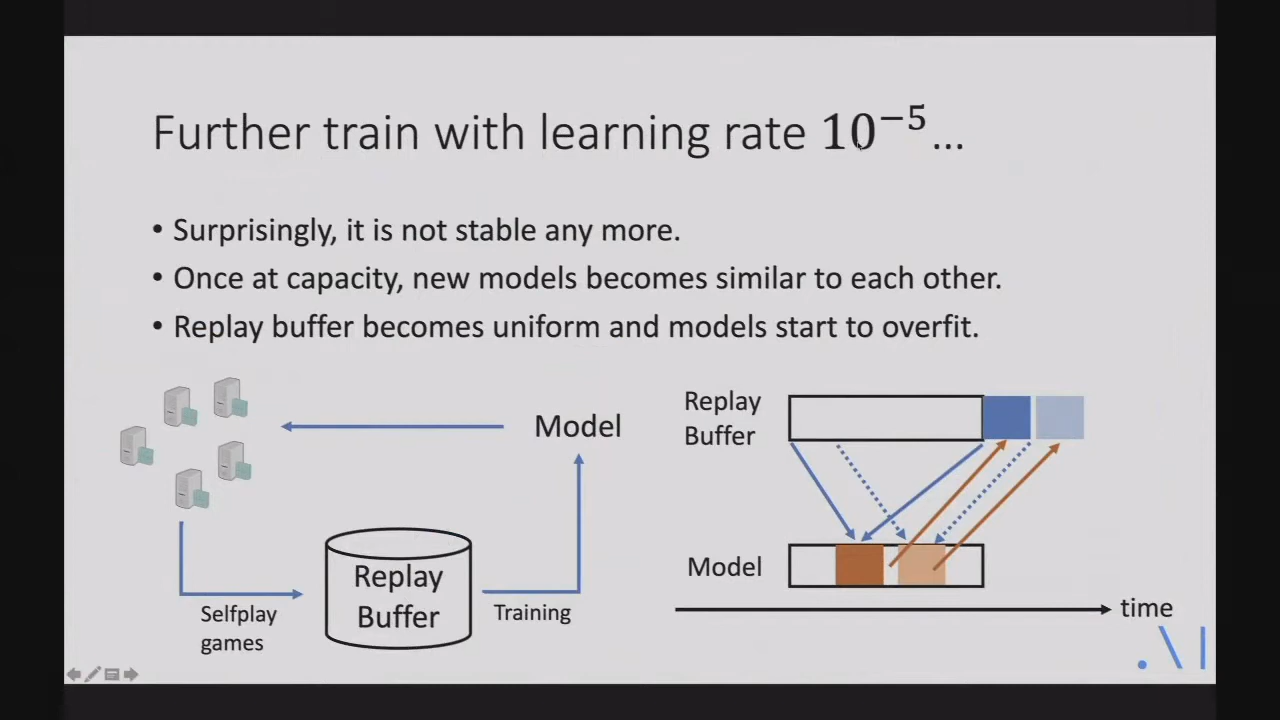 Further train with learning rate 10⁻⁵…
• Surprisingly, it is not stable any more.
• Once at capacity, new models becomes similar to each other.
• Replay buffer becomes uniform and models start to overfit.
Model
Replay
Buffer
Selfplay
games
Training
Replay
Buffer
Model
time